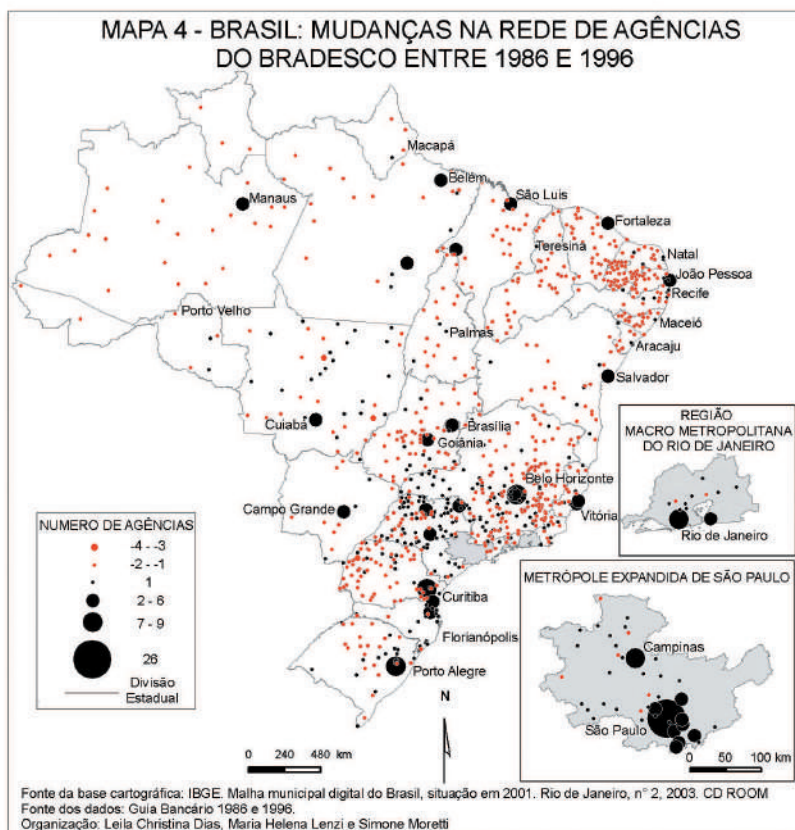 MAPA 4 - BRASIL: MUDANÇAS NA REDE DE AGÊNCIAS
DO BRADESCO ENTRE 1986 E 1996
Macapá
Belém
Manaus
São Luis
Fortaleza
Teresina
Natal
João Pessoa
Recife
Porto Velho
Maceió
Palmas
Aracaju
Salvador
Cuiabá
Brasília
Goiânia
Belo Horizonte
Campo Grande
Vitória
Curitiba
Florianópolis
Porto Alegre
REGIÃO
MACRO METROPOLITANA
DO RIO DE JANEIRO
Rio de Janeiro
METRÓPOLE EXPANDIDA DE SÃO PAULO
Campinas
São Paulo
0 50 100 km
NUMERO DE AGÊNCIAS
-4 - -3
-2 - -1
1
2 - 6
7 - 9
26
Divisão
Estadual
N
0 240 480 km
Fonte da base cartográfica: IBGE. Malha municipal digital do Brasil, situação em 2001. Rio de Janeiro, n° 2, 2003. CD ROOM
Fonte dos dados: Guia Bancário 1986 e 1996.
Organização: Leila Christina Dias, Maria Helena Lenzi e Simone Moretti